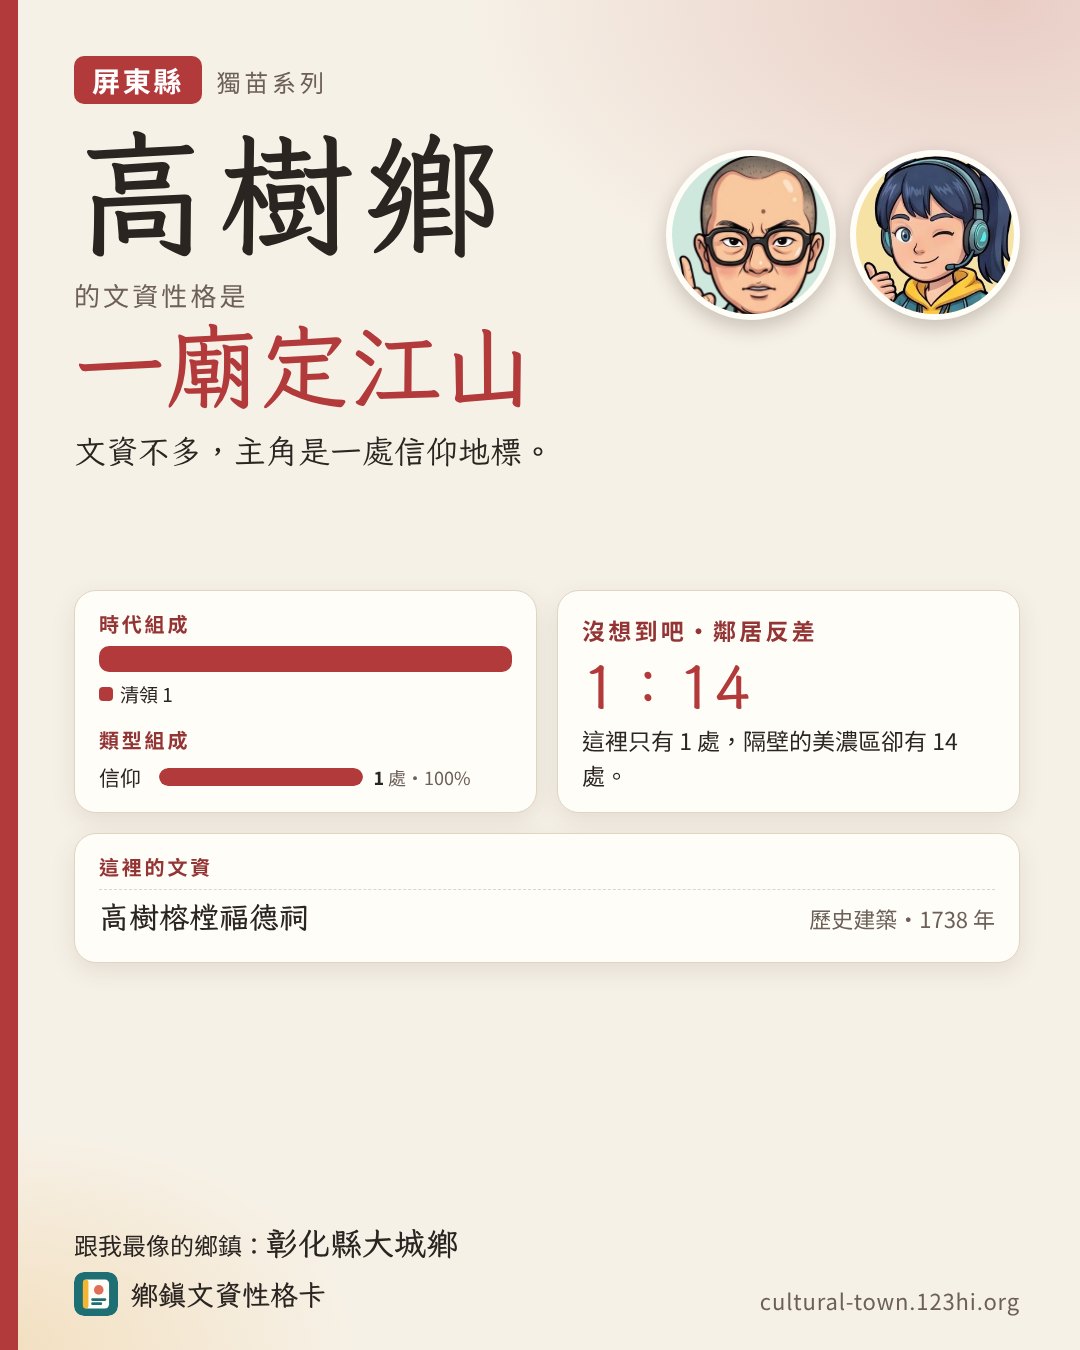 屏東縣 獨苗系列
高樹鄉
的文資性格是
一廟定江山
文資不多，主角是一處信仰地標。
時代組成
清領 1
類型組成
信仰 1 處・100%
沒想到吧・鄰居反差
1：14
這裡只有 1 處，隔壁的美濃區卻有 14
處。
這裡的文資
高樹榕樘福德祠 歷史建築・1738 年
跟我最像的鄉鎮：彰化縣大城鄉
鄉鎮文資性格卡
cultural-town.123hi.org